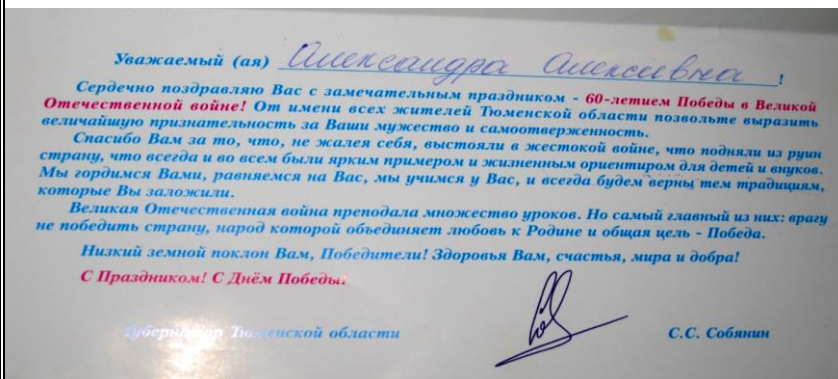 Уважаемый (ая) Александра Алексеевна !
Сердечно поздравляю Вас с замечательным праздником - 60-летием Победы в Великой
Отечественной войне! От имени всех жителей Тюменской области позвольте выразить
величайшую признательность за Ваши мужество и самоотверженность.
Спасибо Вам за то, что, не жалея себя, выстояли в жестокой войне, что подняли из руин
страну, что всегда и во всем были ярким примером и жизненным ориентиром для детей и внуков.
Мы гордимся Вами, равняемся на Вас, мы учимся у Вас, и всегда будем верны тем традициям,
которые Вы заложили.
Великая Отечественная война преподала множество уроков. Но самый главный из них: врагу
не победить страну, народ которой объединяет любовь к Родине и общая цель - Победа.
Низкий земной поклон Вам, Победители! Здоровья Вам, счастья, мира и добра!
С Праздником! С Днём Победы!
Губернатор Тюменской области С.С. Собянин